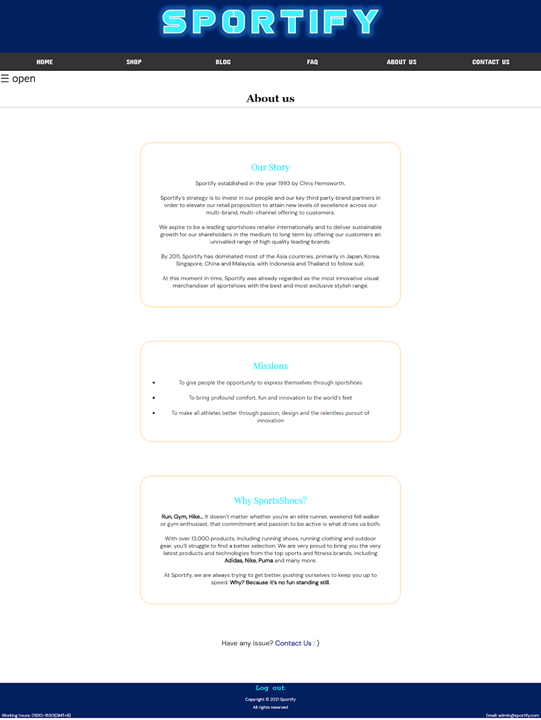 SPORTIFY
HOME SHOP BLOG FAQ ABOUT US CONTACT US
☰ open
About us
Our Story
Sportify established in the year 1993 by Chris Hemsworth.
Sportify's strategy is to invest in our people and our key third party brand partners in
order to elevate our retail proposition to attain new levels of excellence across our
multi-brand, multi-channel offering to customers.
We aspire to be a leading sportshoes retailer internationally and to deliver sustainable
growth for our shareholders in the medium to long term by offering our customers an
unrivalled range of high quality leading brands.
By 2011, Sportify has dominated most of the Asia countries, primarily in Japan, Korea,
Singapore, China and Malaysia, with Indonesia and Thailand to follow suit.
At this moment in time, Sportify was already regarded as the most innovative visual
merchandiser of sportshoes with the best and most exclusive stylish range.
Missions
• To give people the opportunity to express themselves through sportshoes
• To bring profound comfort, fun and innovation to the world's feet
• To make all athletes better through passion, design and the relentless pursuit of
innovation
Why SportsShoes?
Run, Gym, Hike... It doesn't matter whether you're an elite runner, weekend fell walker
or gym enthusiast, that commitment and passion to be active is what drives us both.
With over 13,000 products, including running shoes, running clothing and outdoor
gear, you'll struggle to find a better selection. We are very proud to bring you the very
latest products and technologies from the top sports and fitness brands, including
Adidas, Nike, Puma and many more.
At Sportify, we are always trying to get better, pushing ourselves to keep you up to
speed. Why? Because it's no fun standing still.
Have any issue? Contact Us : )
Log out
Copyright © 2021 Sportify
All rights reserved
Working hours: 0930-1630(GMT+8) Email: admin@sportify.com